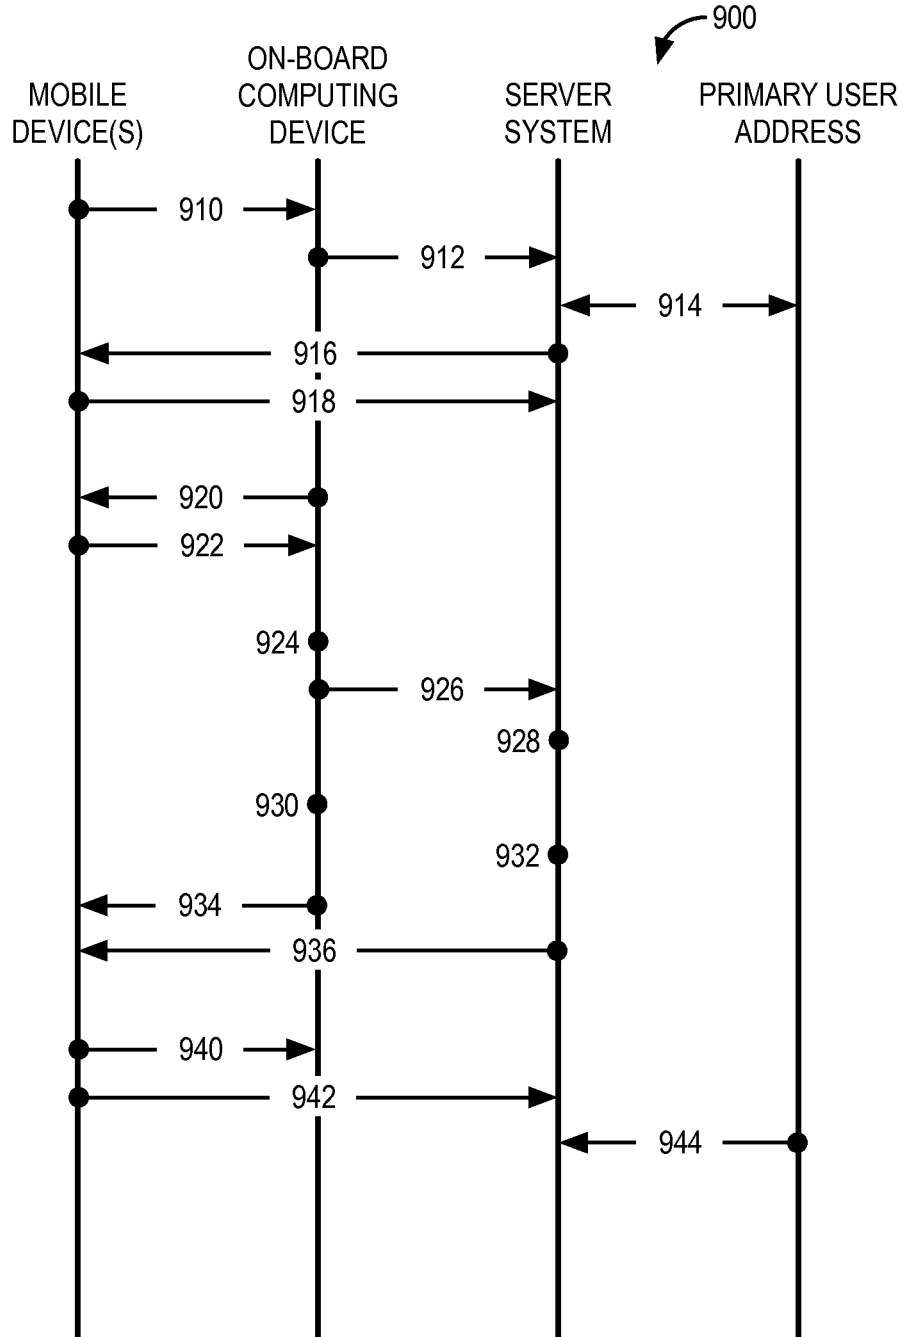 900
MOBILE
DEVICE(S)
ON-BOARD
COMPUTING
DEVICE
SERVER
SYSTEM
PRIMARY USER
ADDRESS
910
912
914
916
918
920
922
924
926
928
930
932
934
936
940
942
944